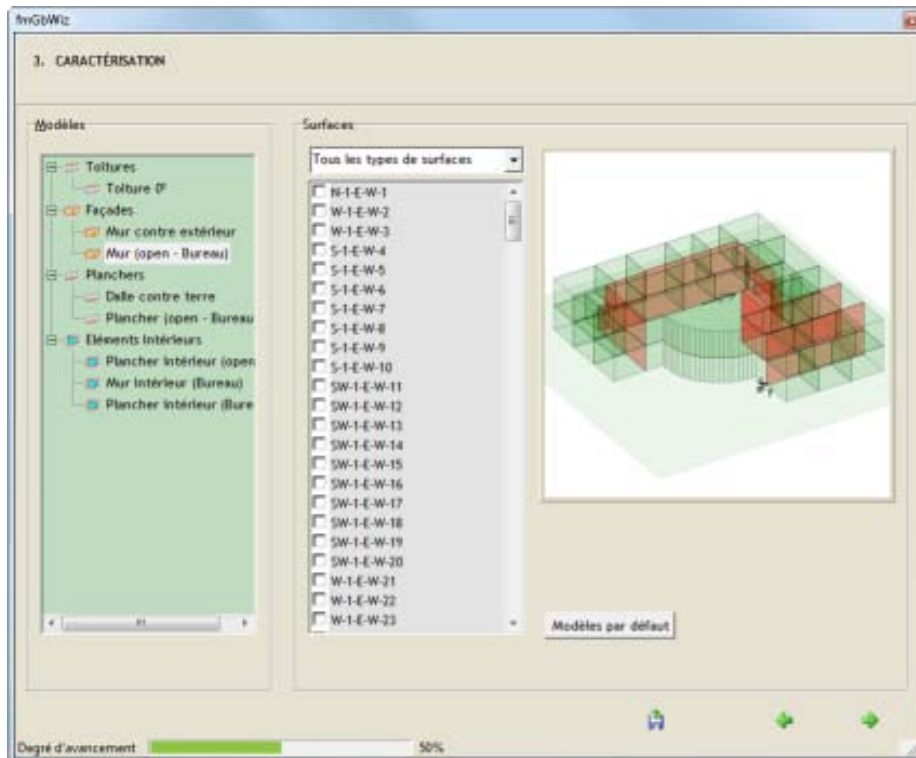 fmGbWiz
3. CARACTÉRISATION
Modèles
Toitures
Toiture 0°
Façades
Mur contre extérieur
Mur (open - Bureau)
Planchers
Dalle contre terre
Plancher (open - Bureau
Eléments Intérieurs
Plancher Intérieur (open
Mur Intérieur (Bureau)
Plancher Intérieur (Bure
Surfaces
Tous les types de surfaces
N-1-E-W-1
W-1-E-W-2
W-1-E-W-3
S-1-E-W-4
S-1-E-W-5
S-1-E-W-6
S-1-E-W-7
S-1-E-W-8
S-1-E-W-9
S-1-E-W-10
SW-1-E-W-11
SW-1-E-W-12
SW-1-E-W-13
SW-1-E-W-14
SW-1-E-W-15
SW-1-E-W-16
SW-1-E-W-17
SW-1-E-W-18
SW-1-E-W-19
SW-1-E-W-20
W-1-E-W-21
W-1-E-W-22
W-1-E-W-23
Modèles par défaut
Degré d'avancement 50%